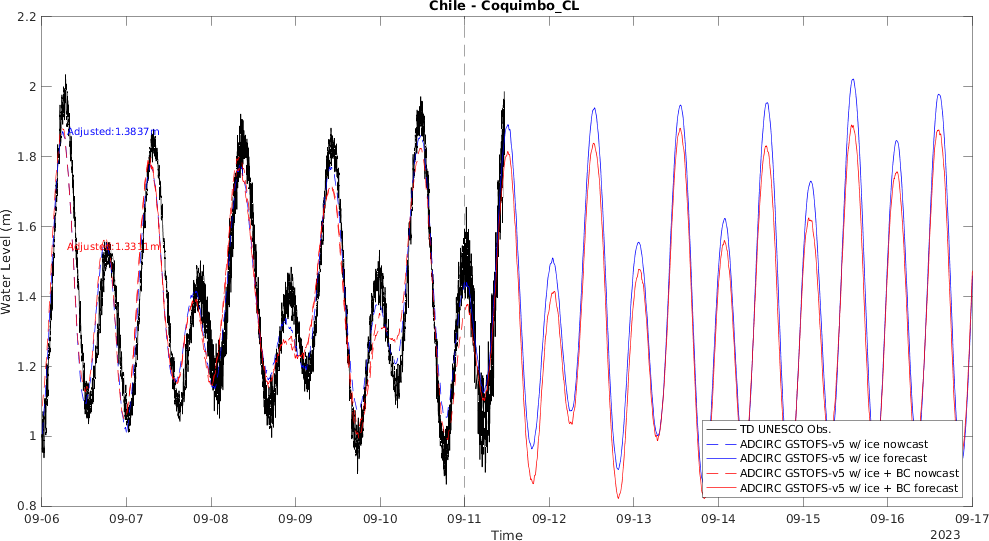 Chile - Coquimbo_CL
Water Level (m)
2.2
2
1.8
1.6
1.4
1.2
1
0.8
Adjusted:1.3837m
Adjusted:1.3311m
TD UNESCO Obs.
ADCIRC GSTOFS-v5 w/ ice nowcast
ADCIRC GSTOFS-v5 w/ ice forecast
ADCIRC GSTOFS-v5 w/ ice + BC nowcast
ADCIRC GSTOFS-v5 w/ ice + BC forecast
09-06 09-07 09-08 09-09 09-10 09-11 09-12 09-13 09-14 09-15 09-16 09-17
Time
2023